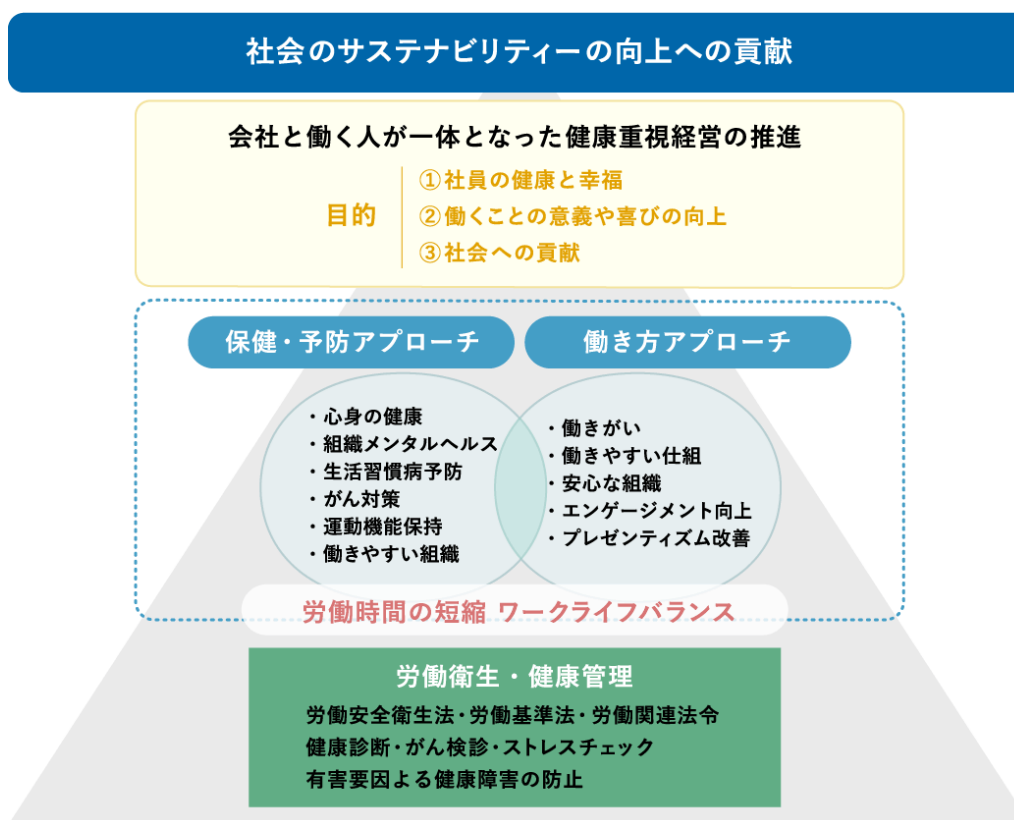 社会のサステナビリティーの向上への貢献
会社と働く人が一体となった健康重視経営の推進
目的
①社員の健康と幸福
②働くことの意義や喜びの向上
③社会への貢献
保健・予防アプローチ
・心身の健康
・組織メンタルヘルス
・生活習慣病予防
・がん対策
・運動機能保持
・働きやすい組織
働き方アプローチ
・働きがい
・働きやすい仕組
・安心な組織
・エンゲージメント向上
・プレゼンティズム改善
労働時間の短縮 ワークライフバランス
労働衛生・健康管理
労働安全衛生法・労働基準法・労働関連法令
健康診断・がん検診・ストレスチェック
有害要因よる健康障害の防止